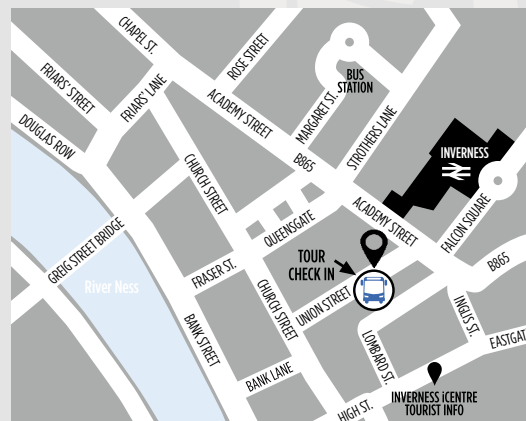 CHAPEL ST.
ROSE STREET
FRIARS' STREET
FRIARS' LANE
ACADEMY STREET
BUS
STATION
MARGARET ST.
STROTHERS LANE
DOUGLAS ROW
B865
INVERNESS
CHURCH STREET
ACADEMY STREET
FALCON SQUARE
QUEENSGATE
GREIG STREET BRIDGE
TOUR
CHECK IN
B865
FRASER ST.
River Ness
CHURCH STREET
UNION STREET
BANK STREET
INGLIS ST.
LOMBARD ST.
EASTGAT
BANK LANE
HIGH ST.
INVERNESS iCENTRE
TOURIST INFO